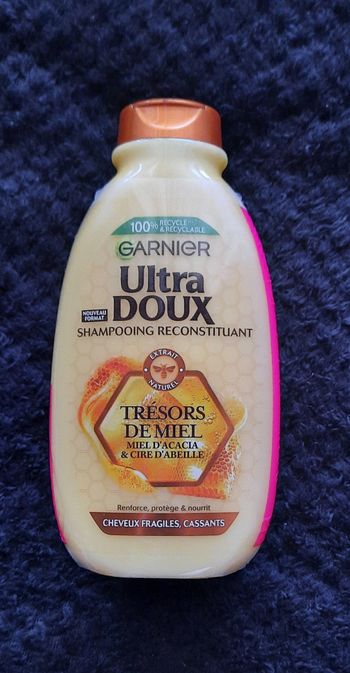 100% RECYCLÉ
& RECYCLABLE
GARNIER
Ultra
DOUX
NOUVEAU
FORMAT
SHAMPOOING RECONSTITUANT
EXTRAIT
NATUREL
TRÉSORS
DE MIEL
MIEL D'ACACIA
& CIRE D'ABEILLE
Renforce, protège & nourrit
CHEVEUX FRAGILES, CASSANTS